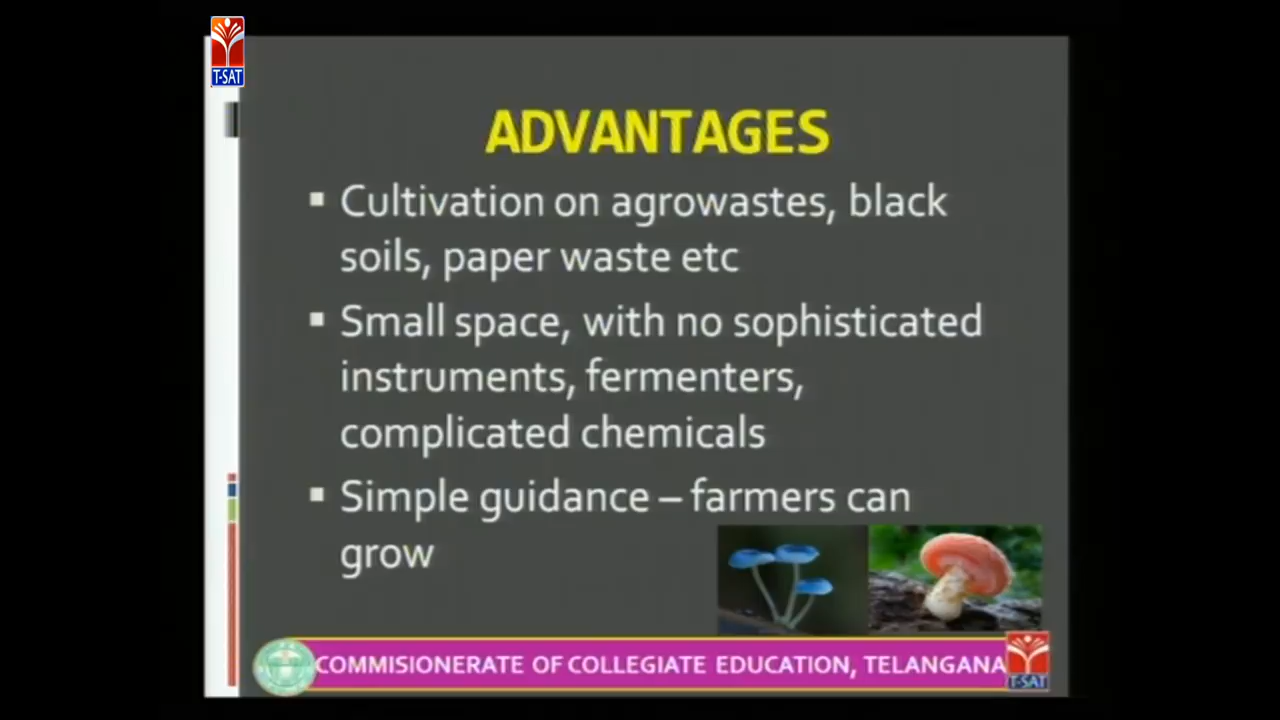 T-SAT
ADVANTAGES
▪ Cultivation on agrowastes, black
soils, paper waste etc
▪ Small space, with no sophisticated
instruments, fermenters,
complicated chemicals
▪ Simple guidance – farmers can
grow
COMMISIONERATE OF COLLEGIATE EDUCATION, TELANGANA
T-SAT